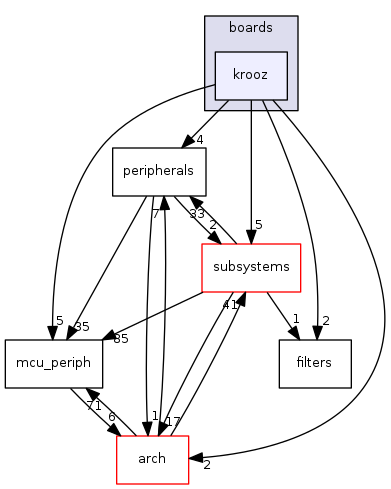 boards
krooz
4
peripherals
7
33
2
5
subsystems
41
1
2
5
35
85
mcu_periph
filters
71
6
1
17
arch
2